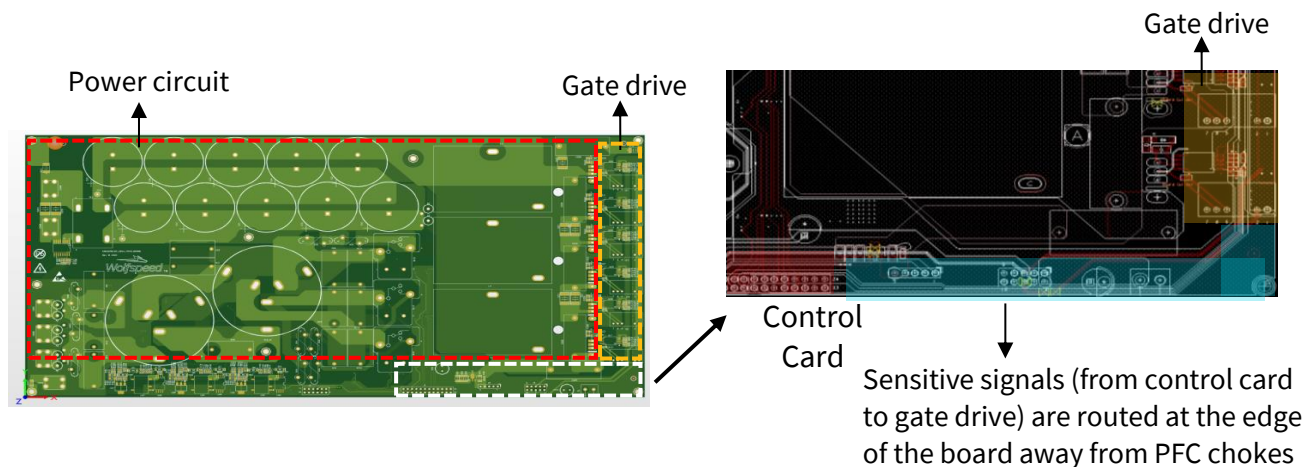 Power circuit
Gate drive
Wolfspeed
Gate drive
A
C
Control
Card
Sensitive signals (from control card
to gate drive) are routed at the edge
of the board away from PFC chokes
Z
X